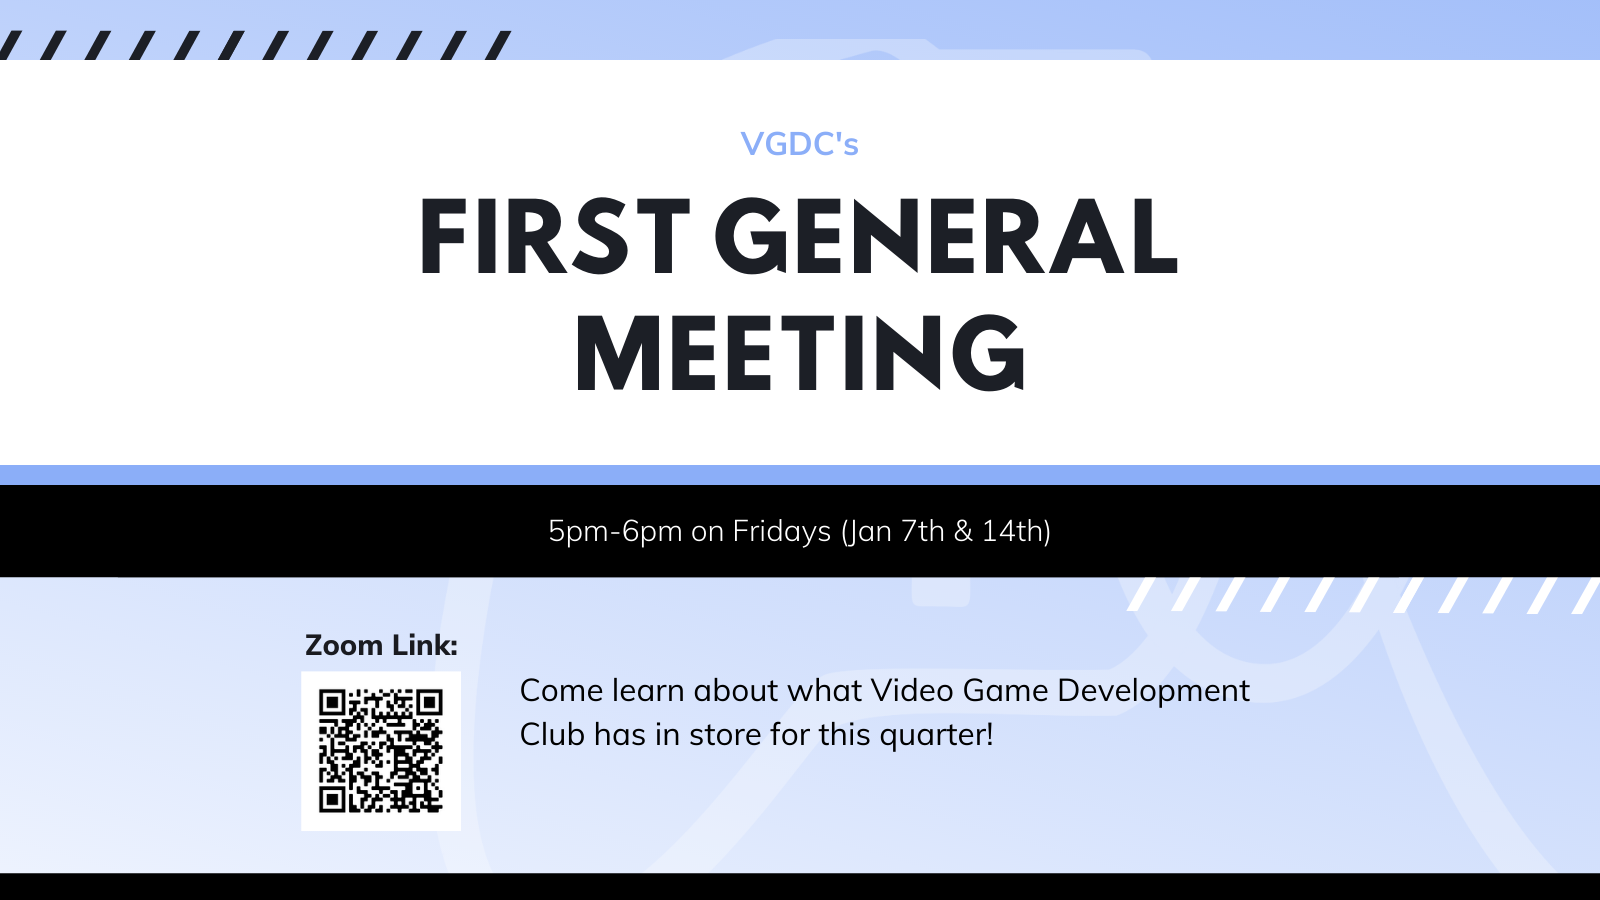 VGDC's
FIRST GENERAL
MEETING
5pm-6pm on Fridays (Jan 7th & 14th)
Zoom Link:
Come learn about what Video Game Development
Club has in store for this quarter!